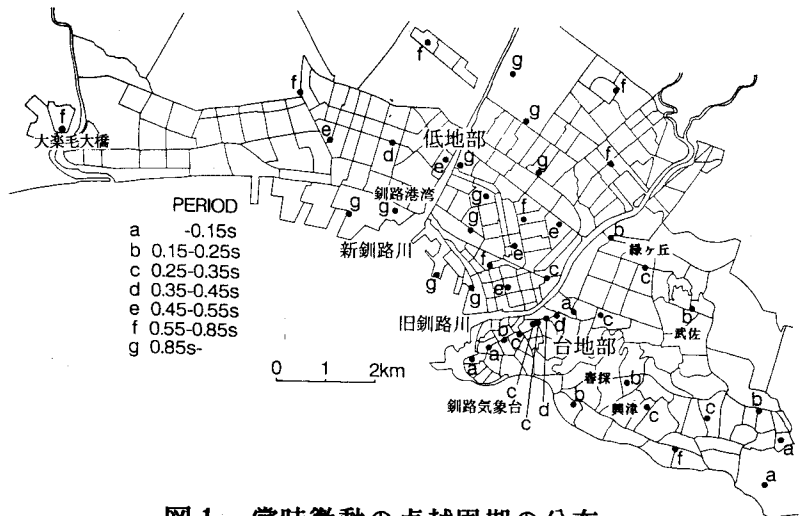 大楽毛大橋
低地部
釧路港湾
新釧路川
旧釧路川
緑ヶ丘
武佐
台地部
春採
興津
釧路気象台
PERIOD
a -0.15s
b 0.15-0.25s
c 0.25-0.35s
d 0.35-0.45s
e 0.45-0.55s
f 0.55-0.85s
g 0.85s-
0 1 2km
f
f
g
f
g
f
e
d
e
g
g
f
g
g
g
f
g
e
b
e
c
f
c
g
g
e
b
a
d
c
b
c
a
a
c
d
c
b
b
c
c
b
a
f
a
図1 常時微動の卓越周期の分布